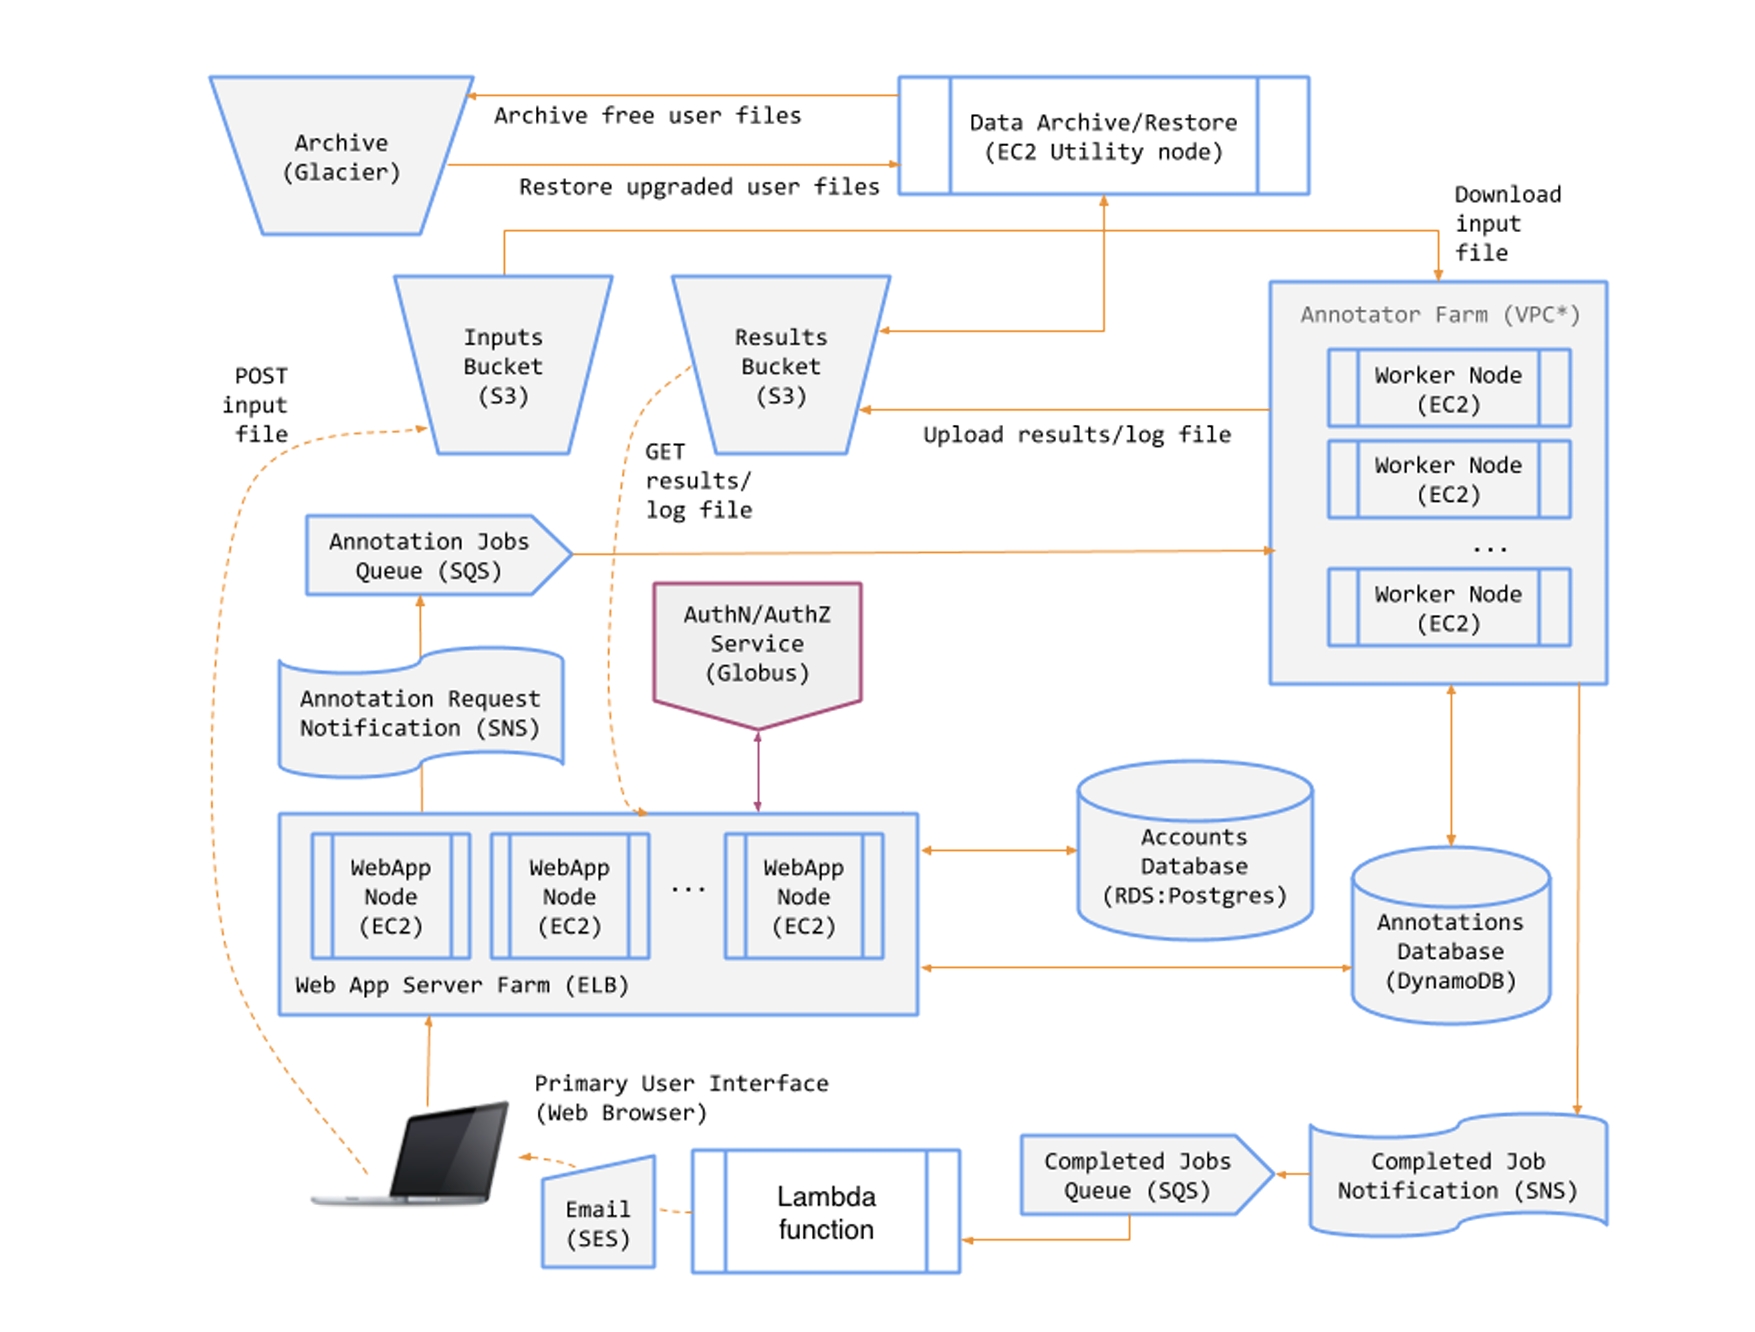 Archive
(Glacier)
Archive free user files
Restore upgraded user files
Data Archive/Restore
(EC2 Utility node)
Download
input
file
Inputs
Bucket
(S3)
Results
Bucket
(S3)
Annotator Farm (VPC*)
Worker Node
(EC2)
Worker Node
(EC2)
...
Worker Node
(EC2)
POST
input
file
GET
results/
log file
Upload results/log file
Annotation Jobs
Queue (SQS)
AuthN/AuthZ
Service
(Globus)
Annotation Request
Notification (SNS)
WebApp
Node
(EC2)
WebApp
Node
(EC2)
...
WebApp
Node
(EC2)
Web App Server Farm (ELB)
Accounts
Database
(RDS:Postgres)
Annotations
Database
(DynamoDB)
Primary User Interface
(Web Browser)
Email
(SES)
Lambda
function
Completed Jobs
Queue (SQS)
Completed Job
Notification (SNS)